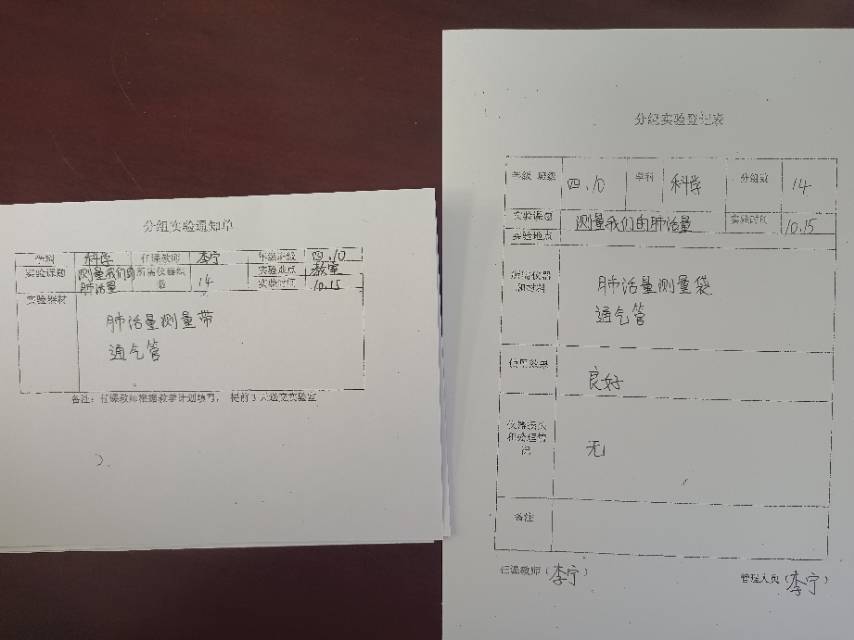 分组实验通知单
学科 科学 任课教师 李宁 年级班级 四.10
实验课题 测量我们的肺活量 所需仪器组数 14 实验地点 教室
实验时间 10.15
实验器材
肺活量测量带
通气管
备注：任课教师根据教学计划填写，提前3天送交实验室
分组实验登记表
年级 班级 四.10 学科 科学 分组数 14
实验课题 测量我们的肺活量 实验时间 10.15
实验地点
所需仪器和材料
肺活量测量袋
通气管
使用效果
良好
仪器损失和处理情况
无
备注
任课教师（李宁） 管理人员（李宁）